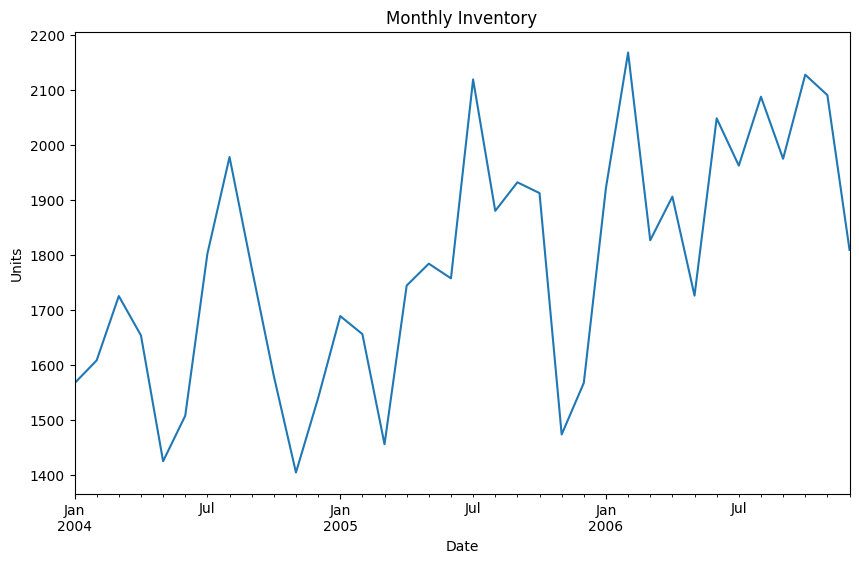 Monthly Inventory
2200
2100
2000
1900
1800
1700
1600
1500
1400
Units
Jan
2004
Jul
Jan
2005
Jul
Jan
2006
Jul
Date